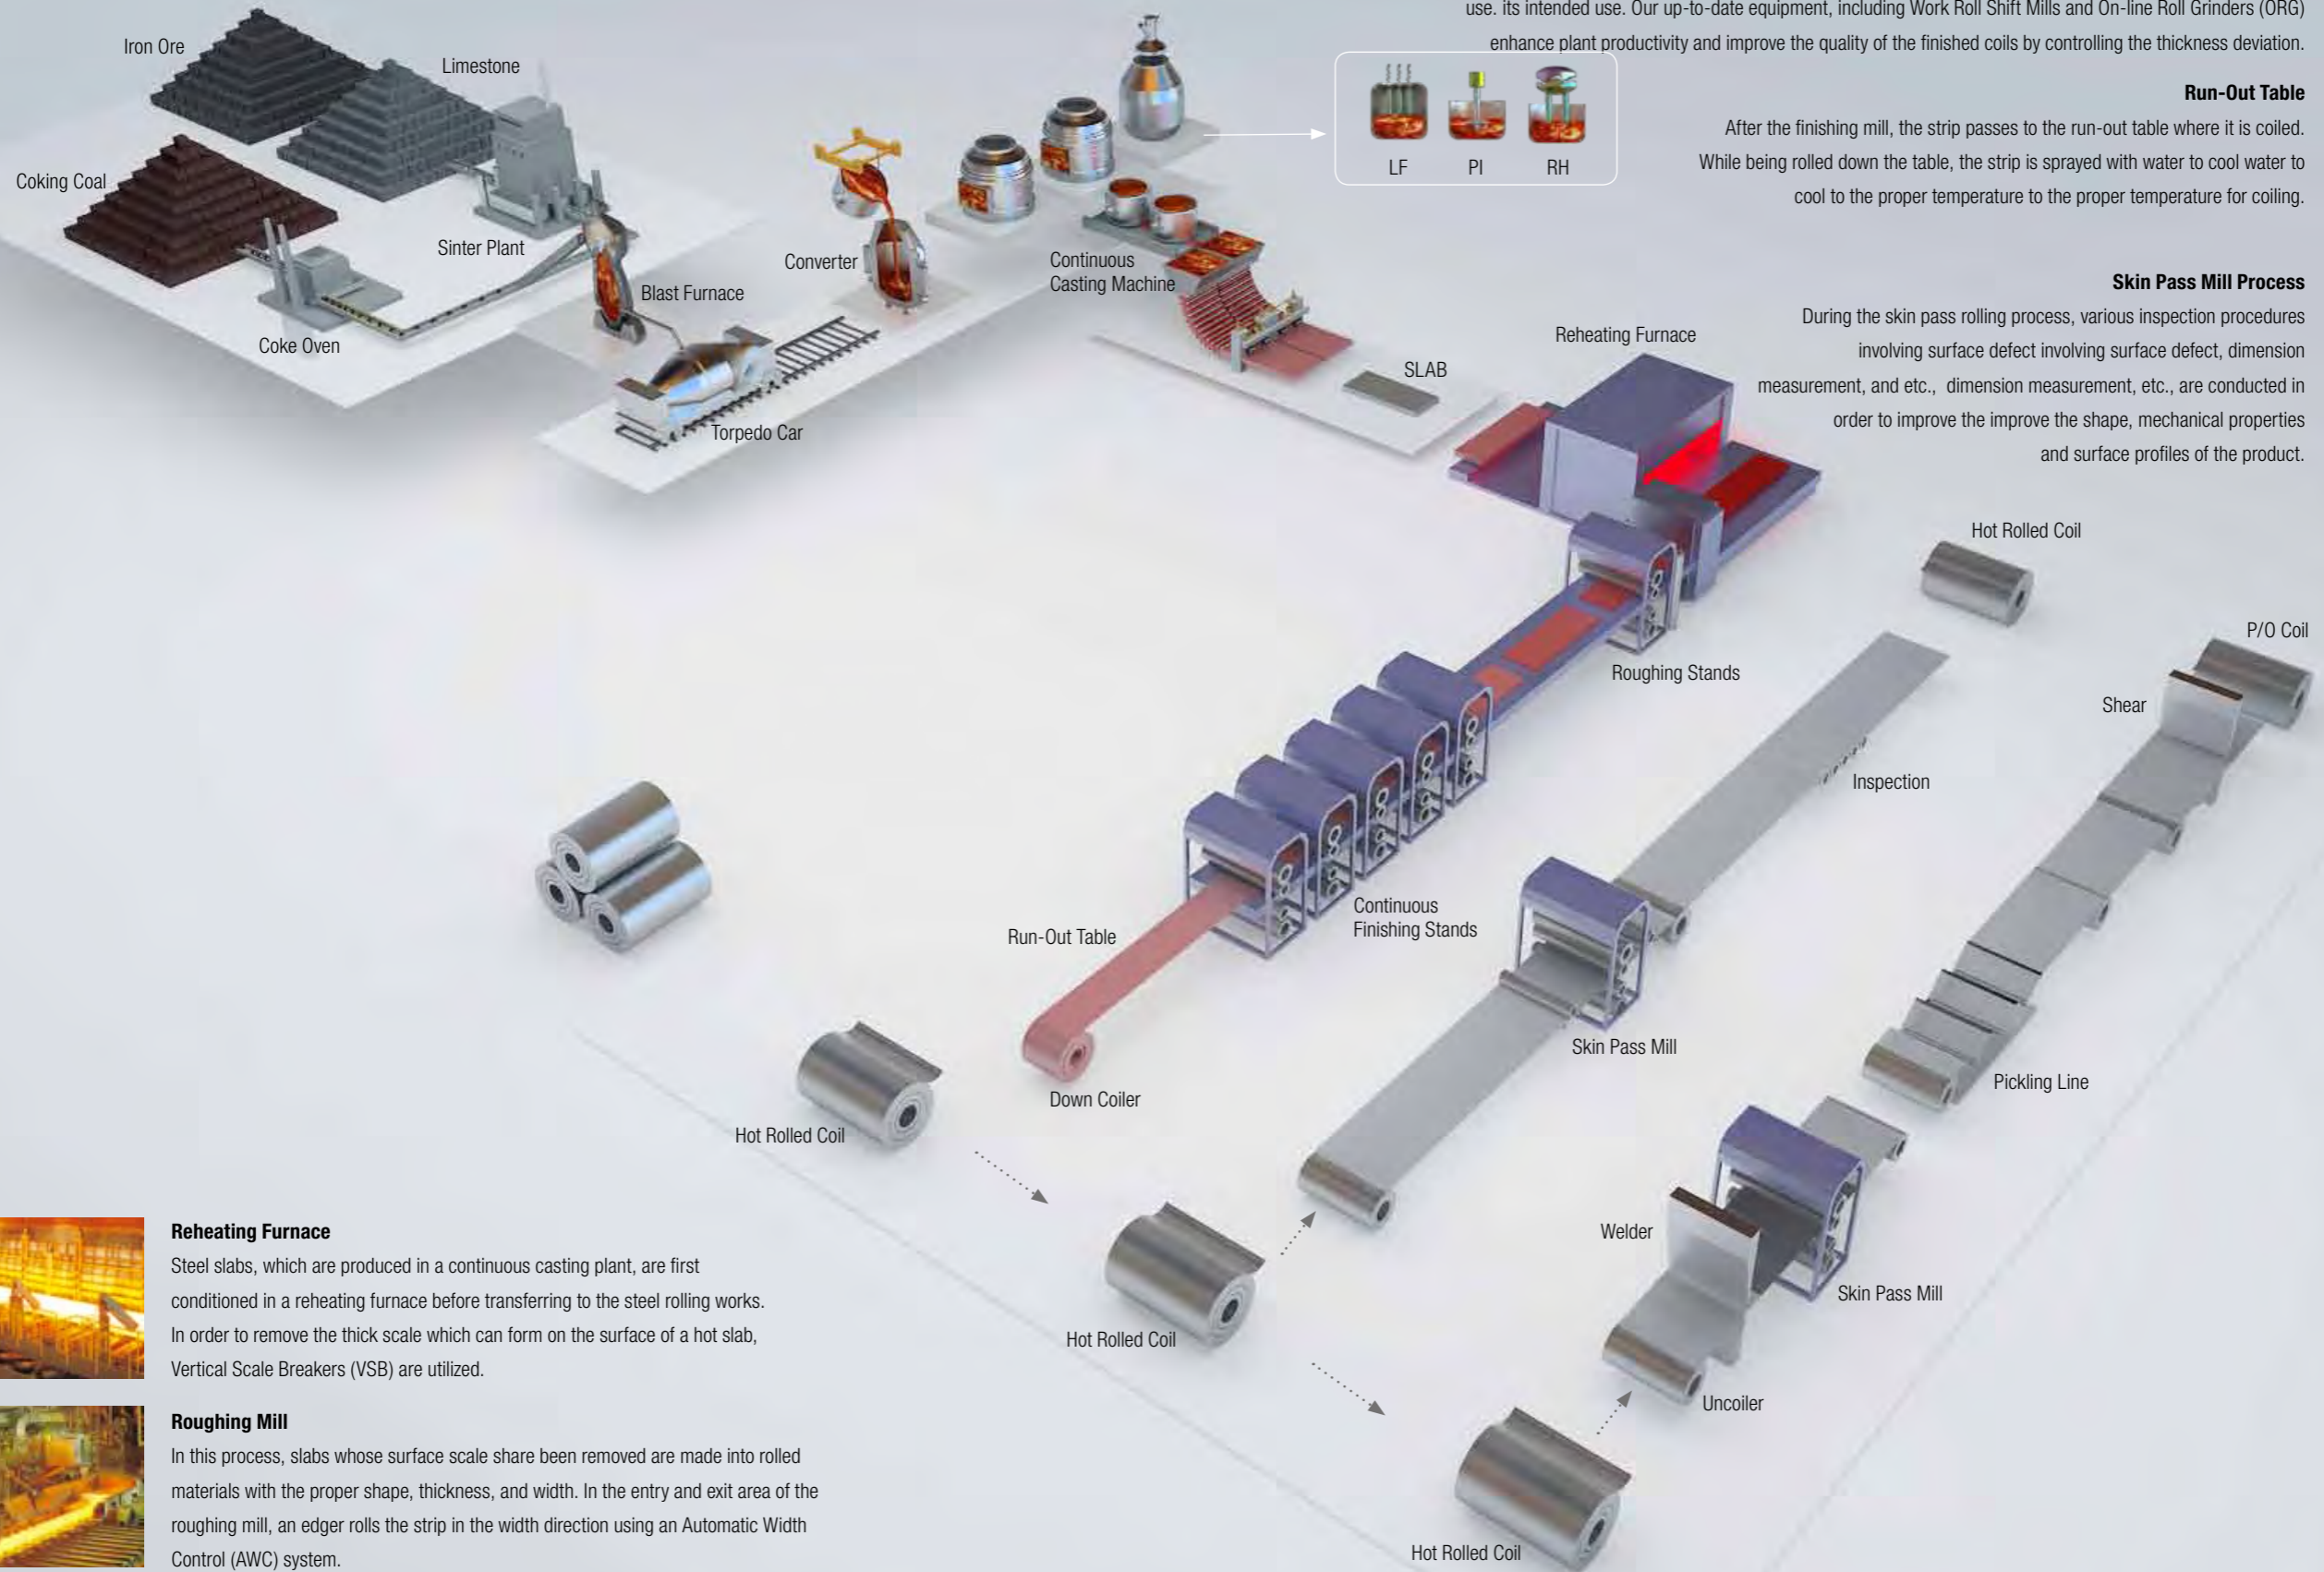 use. its intended use. Our up-to-date equipment, including Work Roll Shift Mills and On-line Roll Grinders (ORG)
enhance plant productivity and improve the quality of the finished coils by controlling the thickness deviation.
Run-Out Table
After the finishing mill, the strip passes to the run-out table where it is coiled.
While being rolled down the table, the strip is sprayed with water to cool water to
cool to the proper temperature to the proper temperature for coiling.
Skin Pass Mill Process
During the skin pass rolling process, various inspection procedures
involving surface defect involving surface defect, dimension
measurement, and etc., dimension measurement, etc., are conducted in
order to improve the improve the shape, mechanical properties
and surface profiles of the product.
Iron Ore
Limestone
Coking Coal
Sinter Plant
Coke Oven
Blast Furnace
Torpedo Car
Converter
LF
PI
RH
Continuous
Casting Machine
SLAB
Reheating Furnace
Roughing Stands
Continuous
Finishing Stands
Run-Out Table
Down Coiler
Hot Rolled Coil
Hot Rolled Coil
Hot Rolled Coil
Skin Pass Mill
Inspection
Hot Rolled Coil
Uncoiler
Welder
Skin Pass Mill
Pickling Line
Shear
P/O Coil
Reheating Furnace
Steel slabs, which are produced in a continuous casting plant, are first
conditioned in a reheating furnace before transferring to the steel rolling works.
In order to remove the thick scale which can form on the surface of a hot slab,
Vertical Scale Breakers (VSB) are utilized.
Roughing Mill
In this process, slabs whose surface scale share been removed are made into rolled
materials with the proper shape, thickness, and width. In the entry and exit area of the
roughing mill, an edger rolls the strip in the width direction using an Automatic Width
Control (AWC) system.